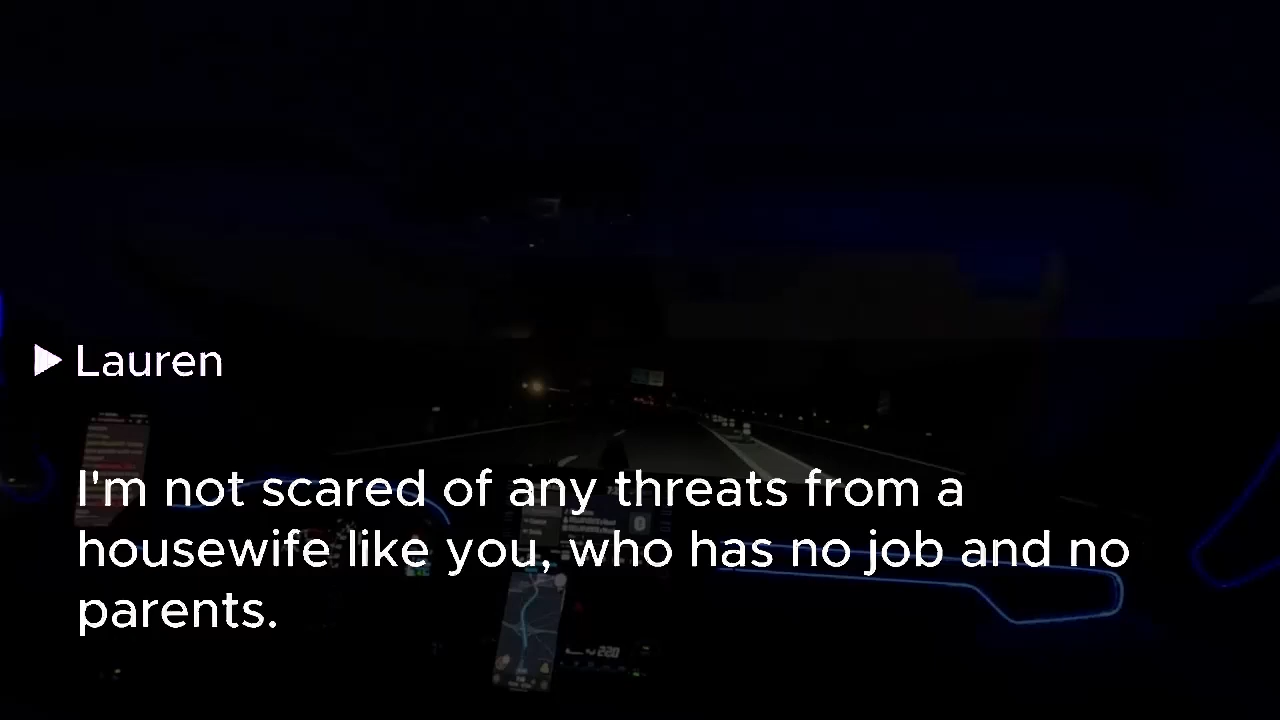 Lauren
I'm not scared of any threats from a
housewife like you, who has no job and no
parents.